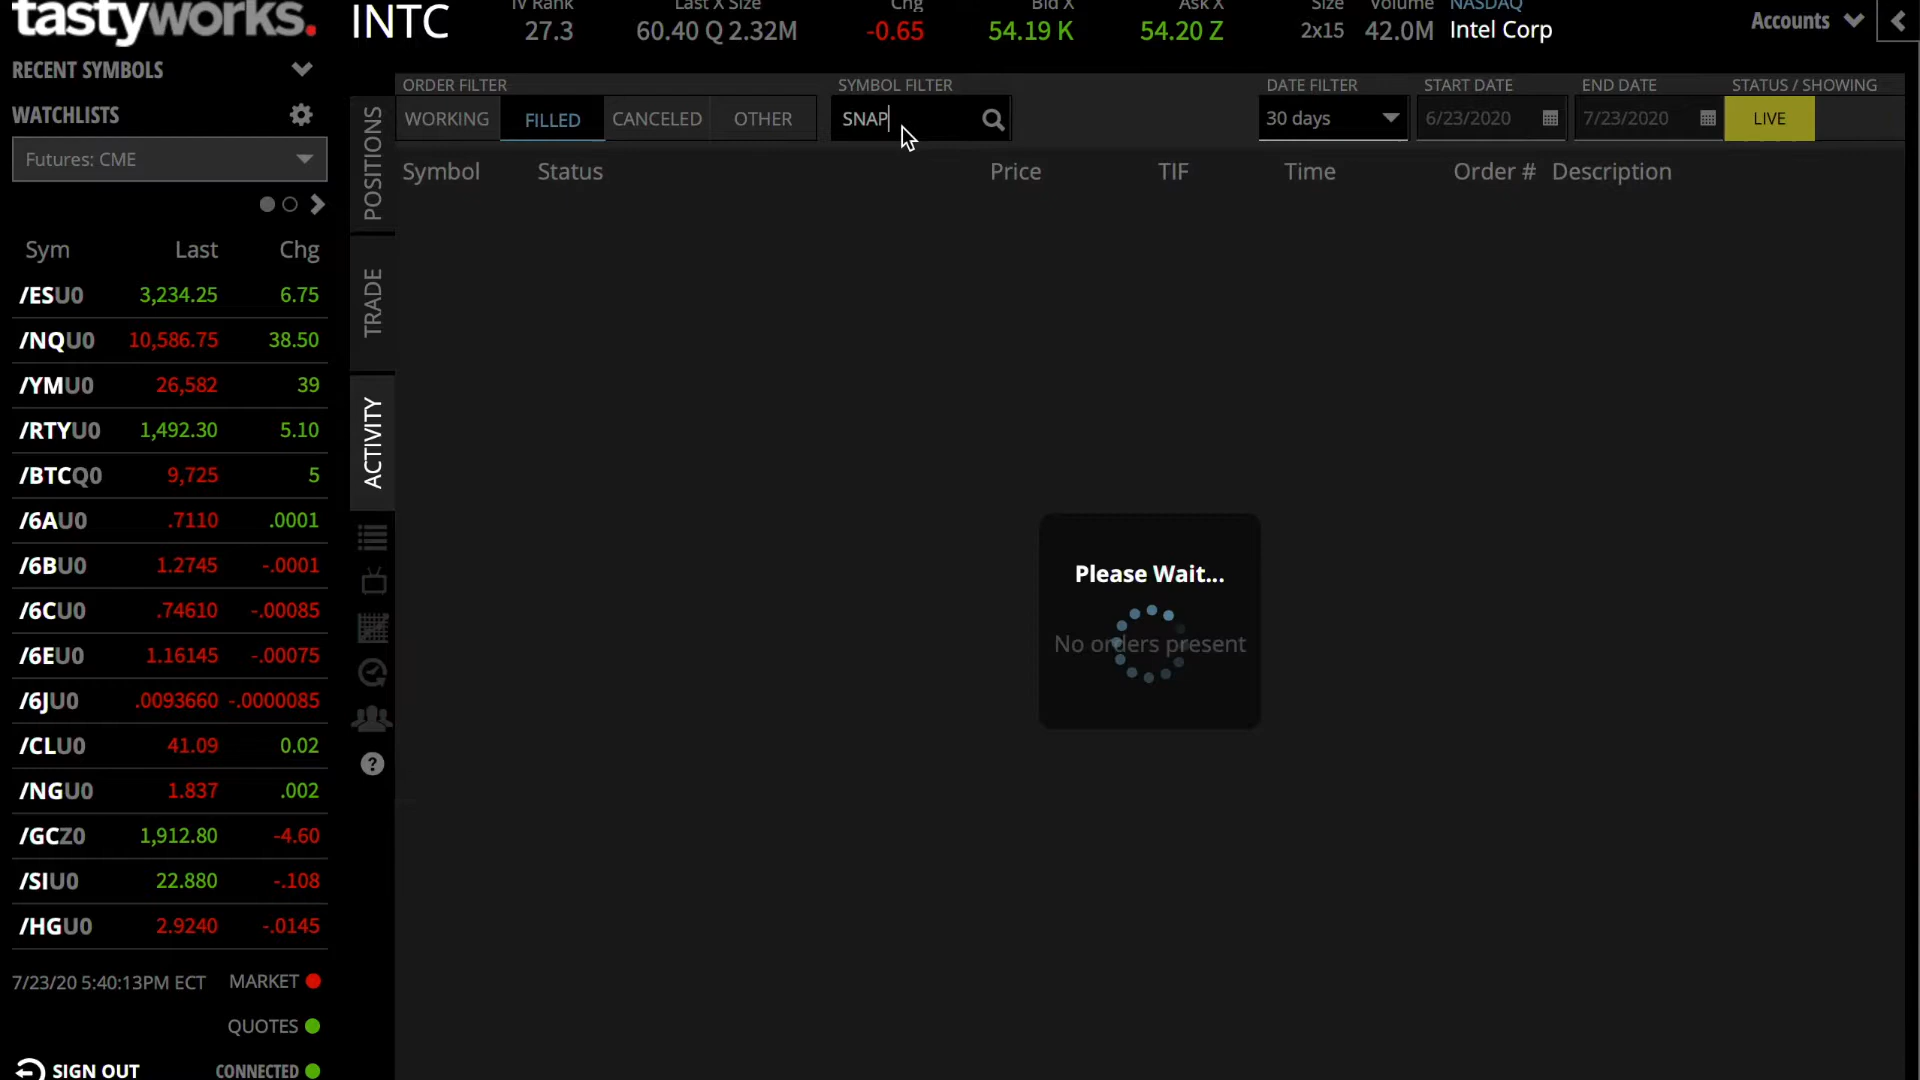 tastyworks.
INTC
IV Rank
27.3
Last X Size
60.40 Q 2.32M
Chg
-0.65
Bid X
54.19 K
Ask X
54.20 Z
Size
2x15
Volume
42.0M
NASDAQ
Intel Corp
Accounts
RECENT SYMBOLS
WATCHLISTS
Futures: CME
Sym Last Chg
/ESU0 3,234.25 6.75
/NQU0 10,586.75 38.50
/YMU0 26,582 39
/RTYU0 1,492.30 5.10
/BTCQ0 9,725 5
/6AU0 .7110 .0001
/6BU0 1.2745 -.0001
/6CU0 .74610 -.00085
/6EU0 1.16145 -.00075
/6JU0 .0093660 -.0000085
/CLU0 41.09 0.02
/NGU0 1.837 .002
/GCZ0 1,912.80 -4.60
/SIU0 22.880 -.108
/HGU0 2.9240 -.0145
7/23/20 5:40:13PM ECT MARKET
QUOTES
SIGN OUT CONNECTED
POSITIONS
TRADE
ACTIVITY
?
ORDER FILTER
WORKING FILLED CANCELED OTHER
SYMBOL FILTER
SNAP
DATE FILTER
30 days
START DATE
6/23/2020
END DATE
7/23/2020
STATUS / SHOWING
LIVE
Symbol Status Price TIF Time Order # Description
Please Wait...
No orders present